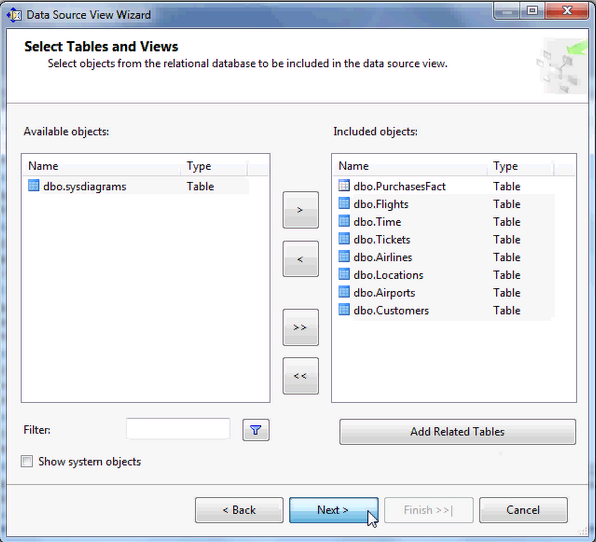 Data Source View Wizard
Select Tables and Views
Select objects from the relational database to be included in the data source view.
Available objects:
Name Type
dbo.sysdiagrams Table
>
<
>>
<<
Included objects:
Name Type
dbo.PurchasesFact Table
dbo.Flights Table
dbo.Time Table
dbo.Tickets Table
dbo.Airlines Table
dbo.Locations Table
dbo.Airports Table
dbo.Customers Table
Filter:
Add Related Tables
Show system objects
< Back Next > Finish >>| Cancel